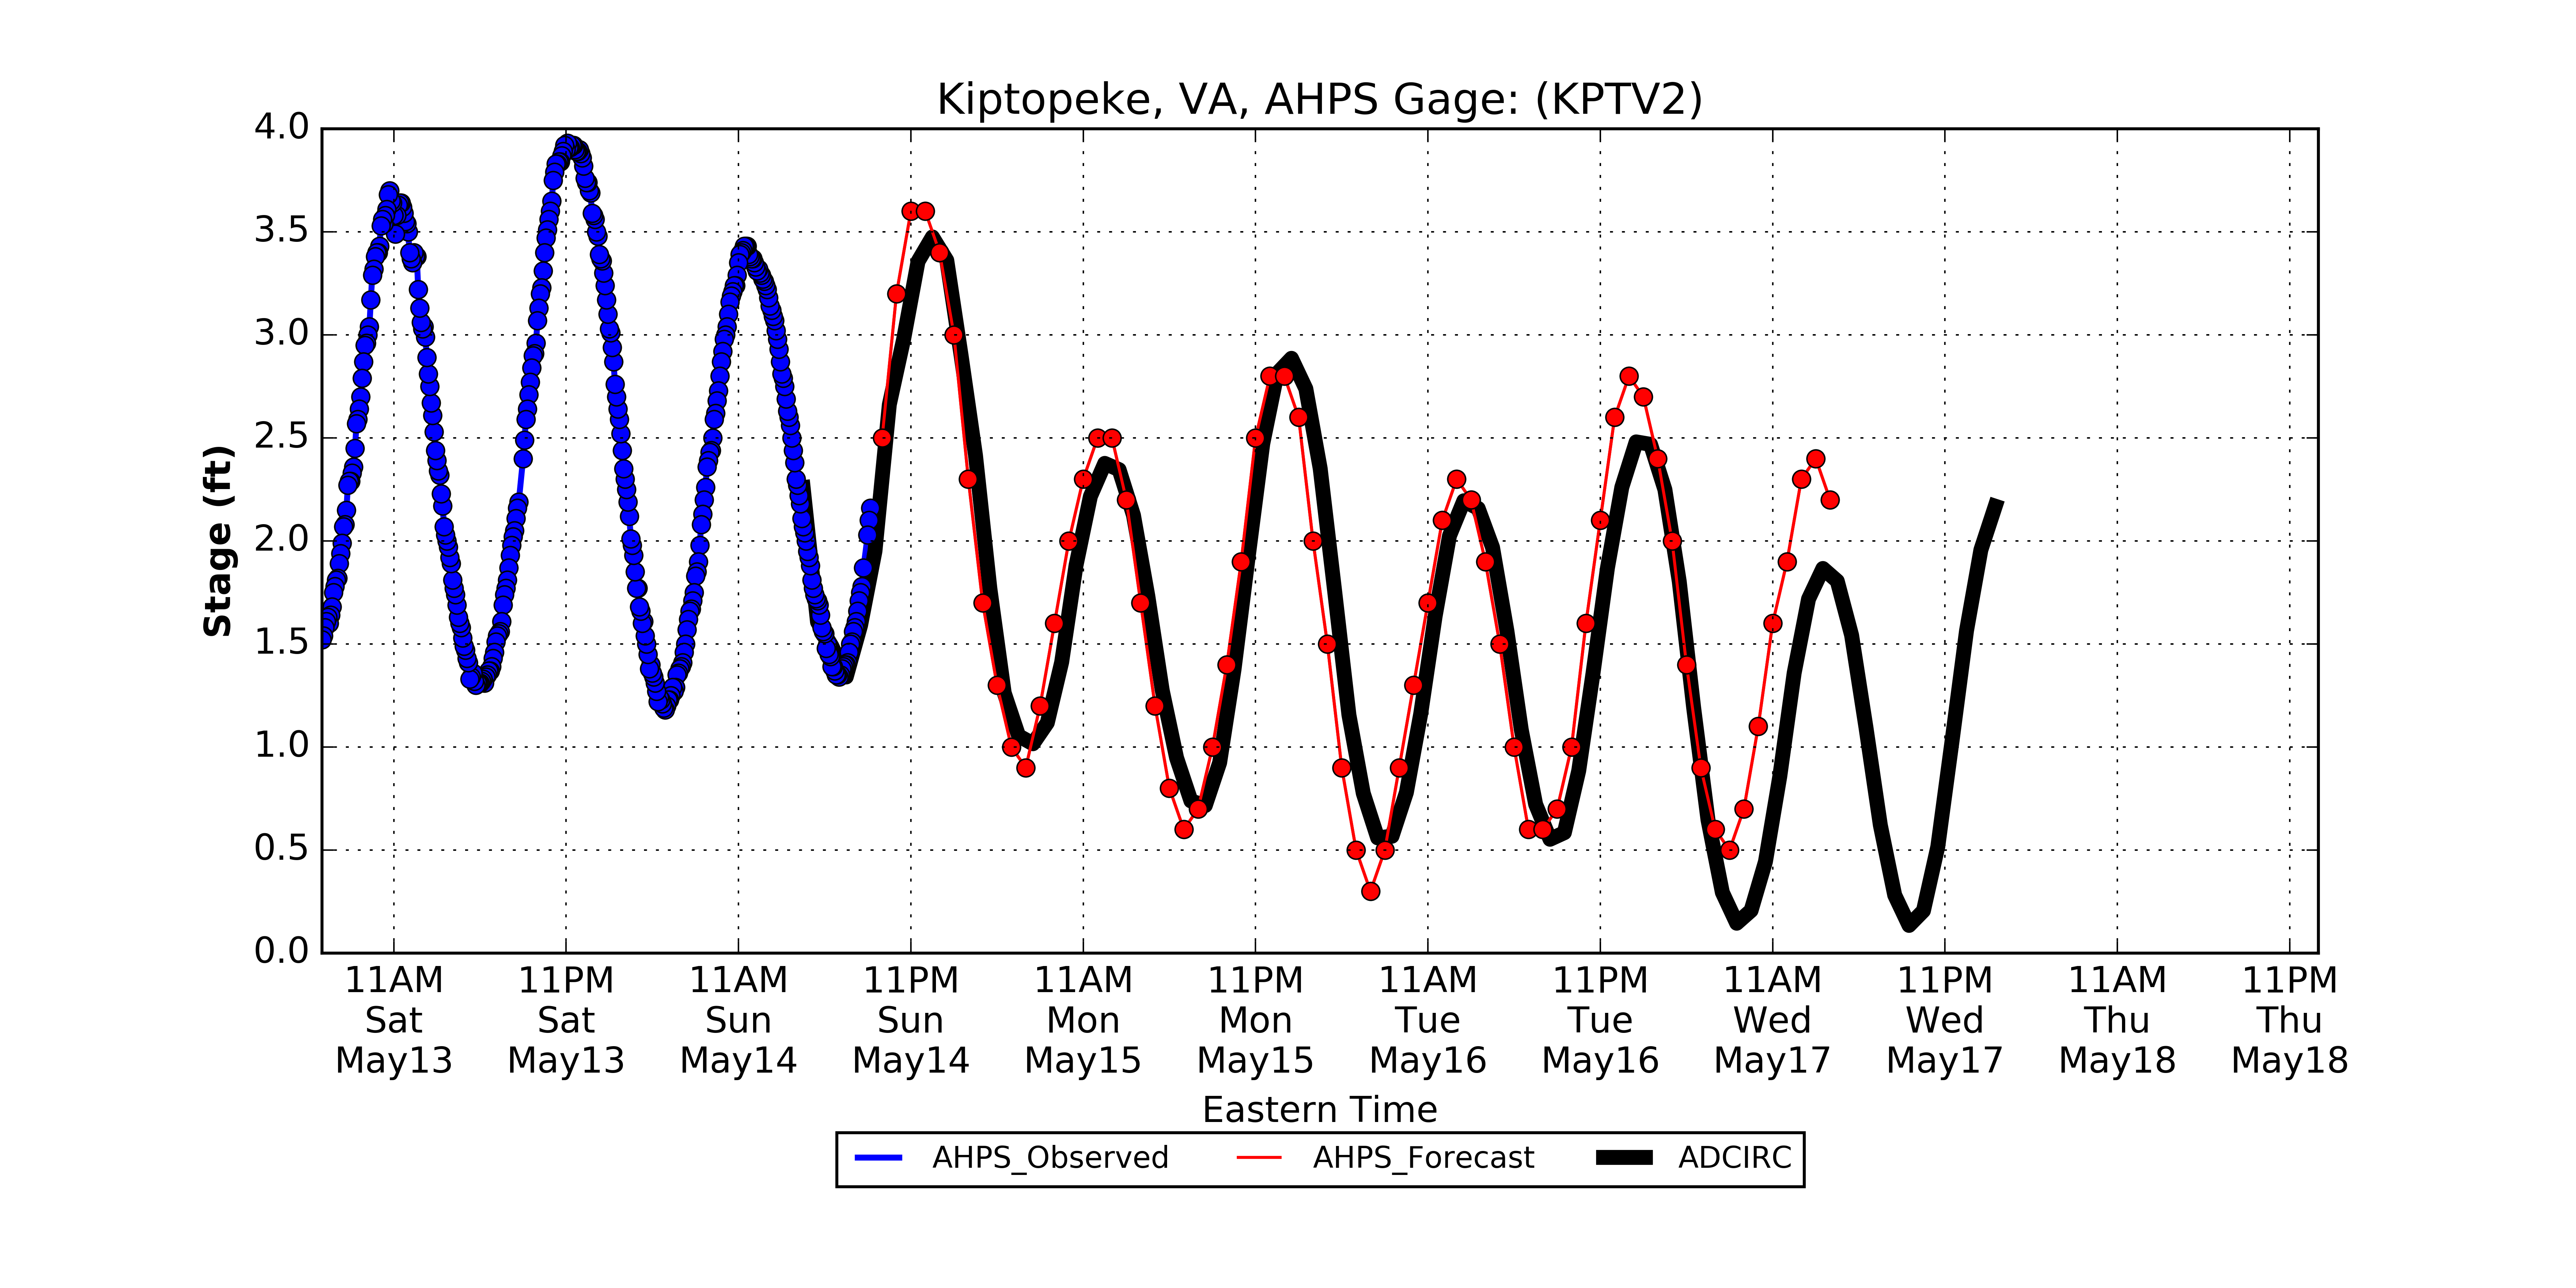 Kiptopeke, VA, AHPS Gage: (KPTV2)
4.0
3.5
3.0
2.5
2.0
1.5
1.0
0.5
0.0
Stage (ft)
11AM 11PM 11AM 11PM 11AM 11PM 11AM 11PM 11AM 11PM 11AM 11PM
Sat Sat Sun Sun Mon Mon Tue Tue Wed Wed Thu Thu
May13 May13 May14 May14 May15 May15 May16 May16 May17 May17 May18 May18
Eastern Time
AHPS_Observed AHPS_Forecast ADCIRC